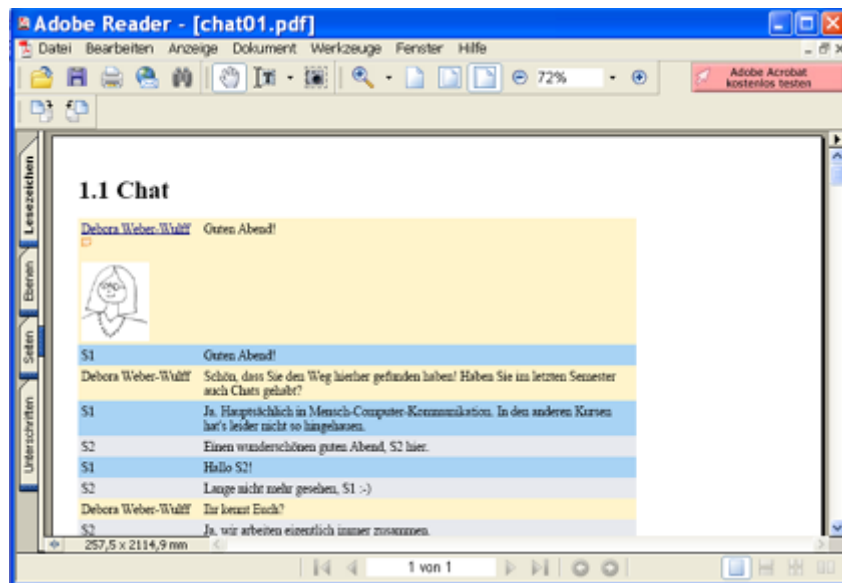 Adobe Reader - [chat01.pdf]
Datei Bearbeiten Anzeige Dokument Werkzeuge Fenster Hilfe
72%
Adobe Acrobat
kostenlos testen
Lesezeichen
Ebenen
Seiten
Unterschriften
1.1 Chat
Debora Weber-Wulff Guten Abend!
S1 Guten Abend!
Debora Weber-Wulff Schön, dass Sie den Weg hierher gefunden haben! Haben Sie im letzten Semester
auch Chats gehabt?
S1 Ja. Hauptsächlich in Mensch-Computer-Kommunikation. In den anderen Kursen
hat's leider nicht so hingehauen.
S2 Einen wunderschönen guten Abend, S2 hier.
S1 Hallo S2!
S2 Lange nicht mehr gesehen, S1 :-)
Debora Weber-Wulff Ihr kennt Euch?
S2 Ja, wir arbeiten eigentlich immer zusammen.
257,5 x 2114,9 mm
1 von 1